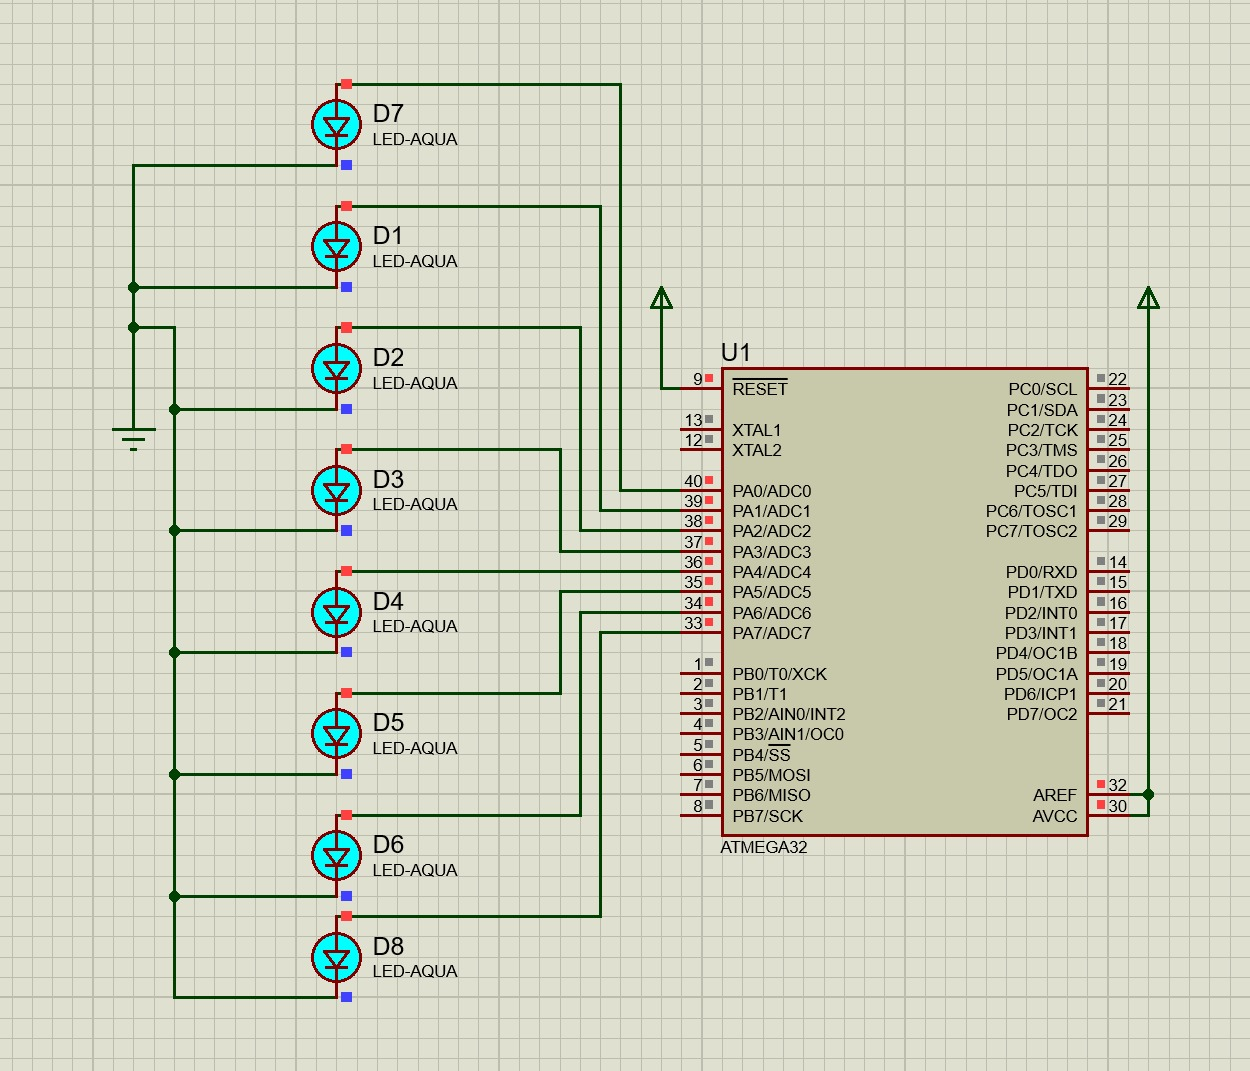 D7
LED-AQUA
D1
LED-AQUA
D2
LED-AQUA
D3
LED-AQUA
D4
LED-AQUA
D5
LED-AQUA
D6
LED-AQUA
D8
LED-AQUA
U1
9 RESET
13 XTAL1
12 XTAL2
40 PA0/ADC0
39 PA1/ADC1
38 PA2/ADC2
37 PA3/ADC3
36 PA4/ADC4
35 PA5/ADC5
34 PA6/ADC6
33 PA7/ADC7
1 PB0/T0/XCK
2 PB1/T1
3 PB2/AIN0/INT2
4 PB3/AIN1/OC0
5 PB4/SS
6 PB5/MOSI
7 PB6/MISO
8 PB7/SCK
PC0/SCL 22
PC1/SDA 23
PC2/TCK 24
PC3/TMS 25
PC4/TDO 26
PC5/TDI 27
PC6/TOSC1 28
PC7/TOSC2 29
PD0/RXD 14
PD1/TXD 15
PD2/INT0 16
PD3/INT1 17
PD4/OC1B 18
PD5/OC1A 19
PD6/ICP1 20
PD7/OC2 21
AREF 32
AVCC 30
ATMEGA32